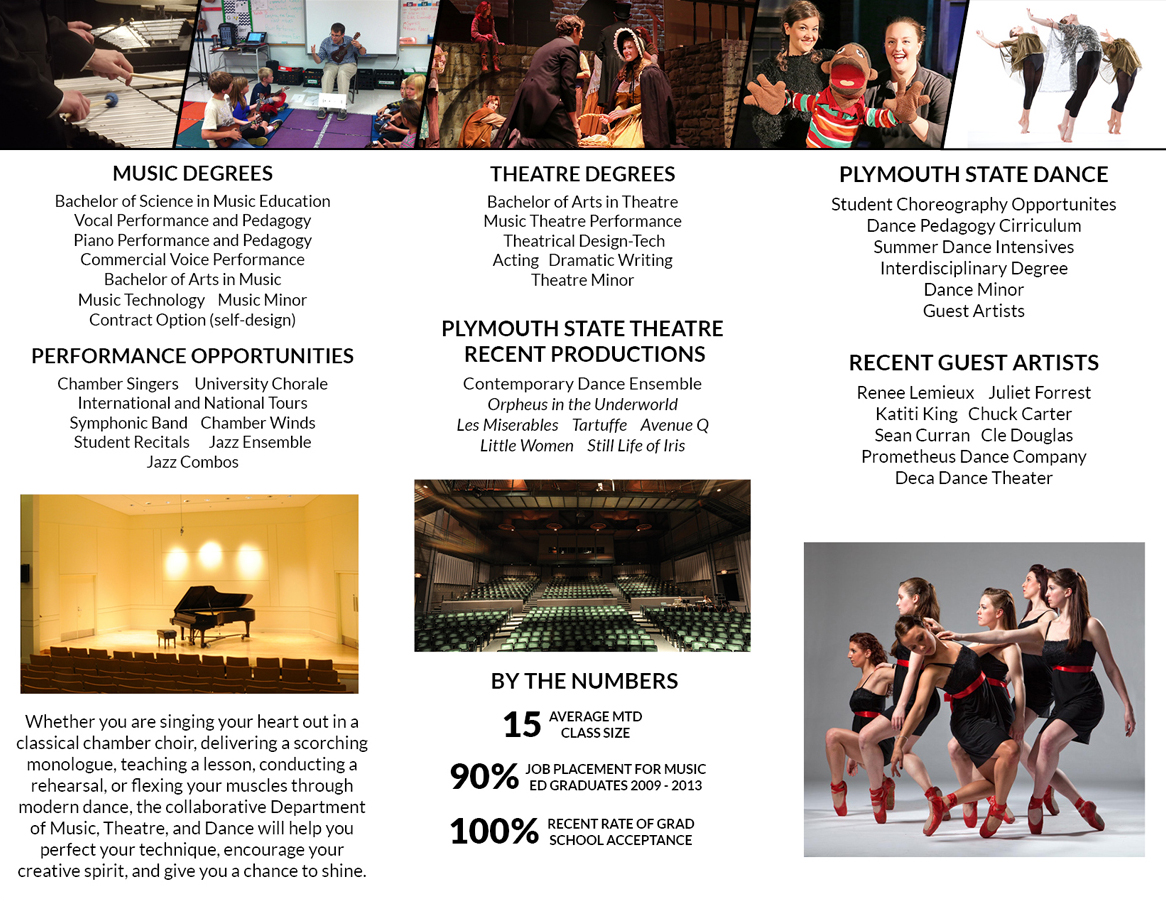 MUSIC DEGREES
Bachelor of Science in Music Education
Vocal Performance and Pedagogy
Piano Performance and Pedagogy
Commercial Voice Performance
Bachelor of Arts in Music
Music Technology Music Minor
Contract Option (self-design)
PERFORMANCE OPPORTUNITIES
Chamber Singers University Chorale
International and National Tours
Symphonic Band Chamber Winds
Student Recitals Jazz Ensemble
Jazz Combos
Whether you are singing your heart out in a
classical chamber choir, delivering a scorching
monologue, teaching a lesson, conducting a
rehearsal, or flexing your muscles through
modern dance, the collaborative Department
of Music, Theatre, and Dance will help you
perfect your technique, encourage your
creative spirit, and give you a chance to shine.
THEATRE DEGREES
Bachelor of Arts in Theatre
Music Theatre Performance
Theatrical Design-Tech
Acting Dramatic Writing
Theatre Minor
PLYMOUTH STATE THEATRE
RECENT PRODUCTIONS
Contemporary Dance Ensemble
Orpheus in the Underworld
Les Miserables Tartuffe Avenue Q
Little Women Still Life of Iris
BY THE NUMBERS
15 AVERAGE MTD
CLASS SIZE
90% JOB PLACEMENT FOR MUSIC
ED GRADUATES 2009 - 2013
100% RECENT RATE OF GRAD
SCHOOL ACCEPTANCE
PLYMOUTH STATE DANCE
Student Choreography Opportunites
Dance Pedagogy Cirriculum
Summer Dance Intensives
Interdisciplinary Degree
Dance Minor
Guest Artists
RECENT GUEST ARTISTS
Renee Lemieux Juliet Forrest
Katiti King Chuck Carter
Sean Curran Cle Douglas
Prometheus Dance Company
Deca Dance Theater